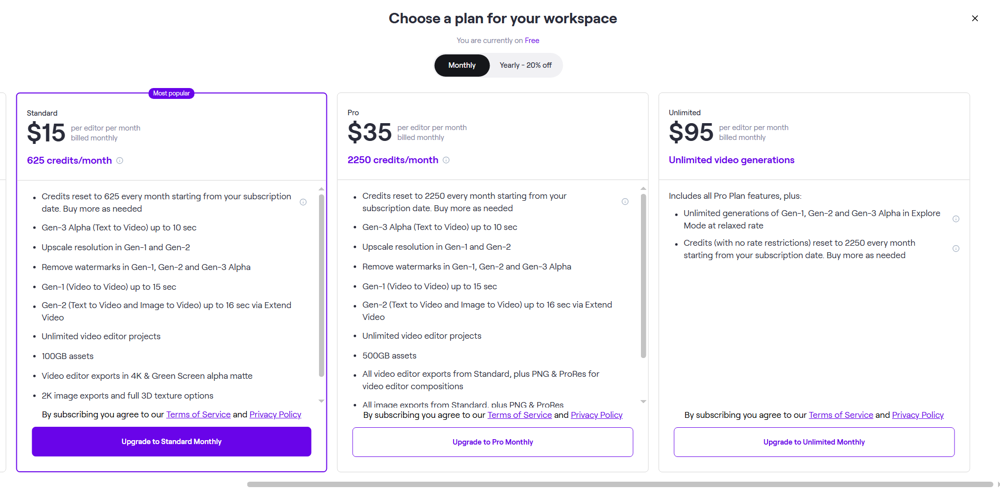 Choose a plan for your workspace
You are currently on Free
Monthly
Yearly - 20% off
Most popular
Standard
$15
per editor per month
billed monthly
625 credits/month
• Credits reset to 625 every month starting from your subscription
date. Buy more as needed
• Gen-3 Alpha (Text to Video) up to 10 sec
• Upscale resolution in Gen-1 and Gen-2
• Remove watermarks in Gen-1, Gen-2 and Gen-3 Alpha
• Gen-1 (Video to Video) up to 15 sec
• Gen-2 (Text to Video and Image to Video) up to 16 sec via Extend
Video
• Unlimited video editor projects
• 100GB assets
• Video editor exports in 4K & Green Screen alpha matte
• 2K image exports and full 3D texture options
By subscribing you agree to our Terms of Service and Privacy Policy
Upgrade to Standard Monthly
Pro
$35
per editor per month
billed monthly
2250 credits/month
• Credits reset to 2250 every month starting from your
subscription date. Buy more as needed
• Gen-3 Alpha (Text to Video) up to 10 sec
• Upscale resolution in Gen-1 and Gen-2
• Remove watermarks in Gen-1, Gen-2 and Gen-3 Alpha
• Gen-1 (Video to Video) up to 15 sec
• Gen-2 (Text to Video and Image to Video) up to 16 sec via Extend
Video
• Unlimited video editor projects
• 500GB assets
• All video editor exports from Standard, plus PNG & ProRes for
video editor compositions
• All image exports from Standard, plus PNG & ProRes
By subscribing you agree to our Terms of Service and Privacy Policy
Upgrade to Pro Monthly
Unlimited
$95
per editor per month
billed monthly
Unlimited video generations
Includes all Pro Plan features, plus:
• Unlimited generations of Gen-1, Gen-2 and Gen-3 Alpha in Explore
Mode at relaxed rate
• Credits (with no rate restrictions) reset to 2250 every month
starting from your subscription date. Buy more as needed
By subscribing you agree to our Terms of Service and Privacy Policy
Upgrade to Unlimited Monthly